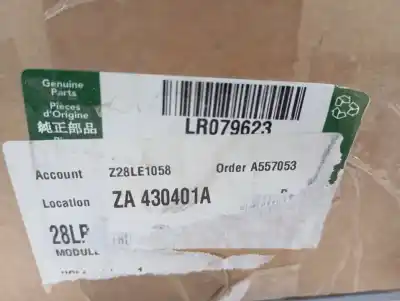 Genuine
Parts
Pièces
d'Origine
純正部品
LR079623
Account Z28LE1058 Order A557053
Location ZA 430401A
28LP
MODULE